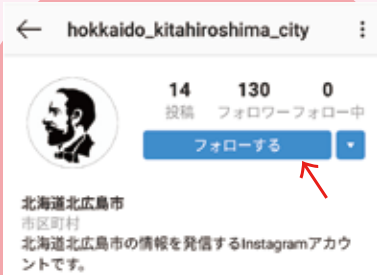 hokkaido_kitahiroshima_city
14 130 0
投稿 フォロワー フォロー中
フォローする
北海道北広島市
市区町村
北海道北広島市の情報を発信するInstagramアカウ
ントです。